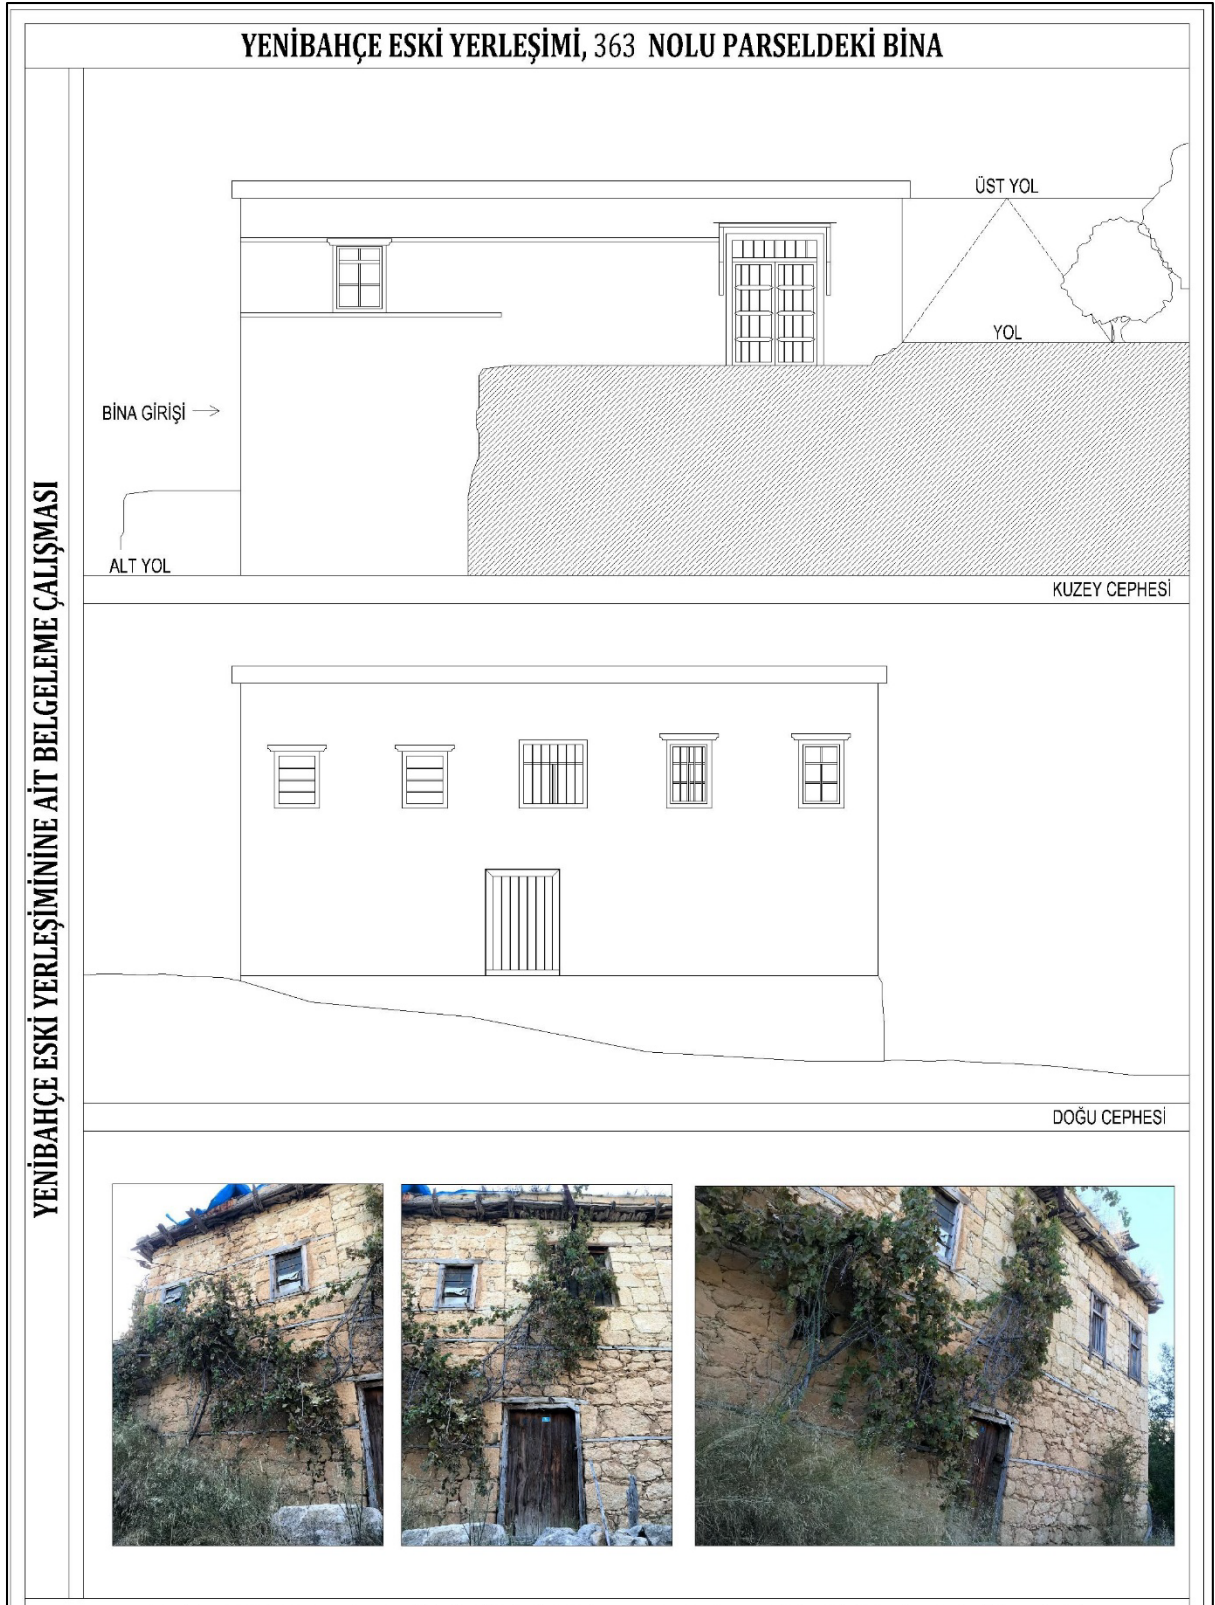 YENİBAHÇE ESKİ YERLEŞİMİ, 363 NOLU PARSELDEKİ BİNA
YENİBAHÇE ESKİ YERLEŞİMİNİNE AİT BELGELEME ÇALIŞMASI
ÜST YOL
YOL
BİNA GİRİŞİ
ALT YOL
KUZEY CEPHESİ
DOĞU CEPHESİ